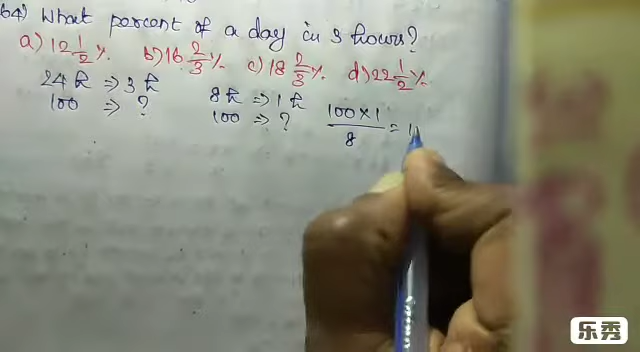 64) What percent of a day is 3 hours?
a) 12 1/2 %. b) 16 2/3 %. c) 18 2/3 %. d) 22 1/2 %.
24 h => 3 h
100 => ?
8 h => 1 h
100 => ?
100 × 1 / 8 = 1
乐秀